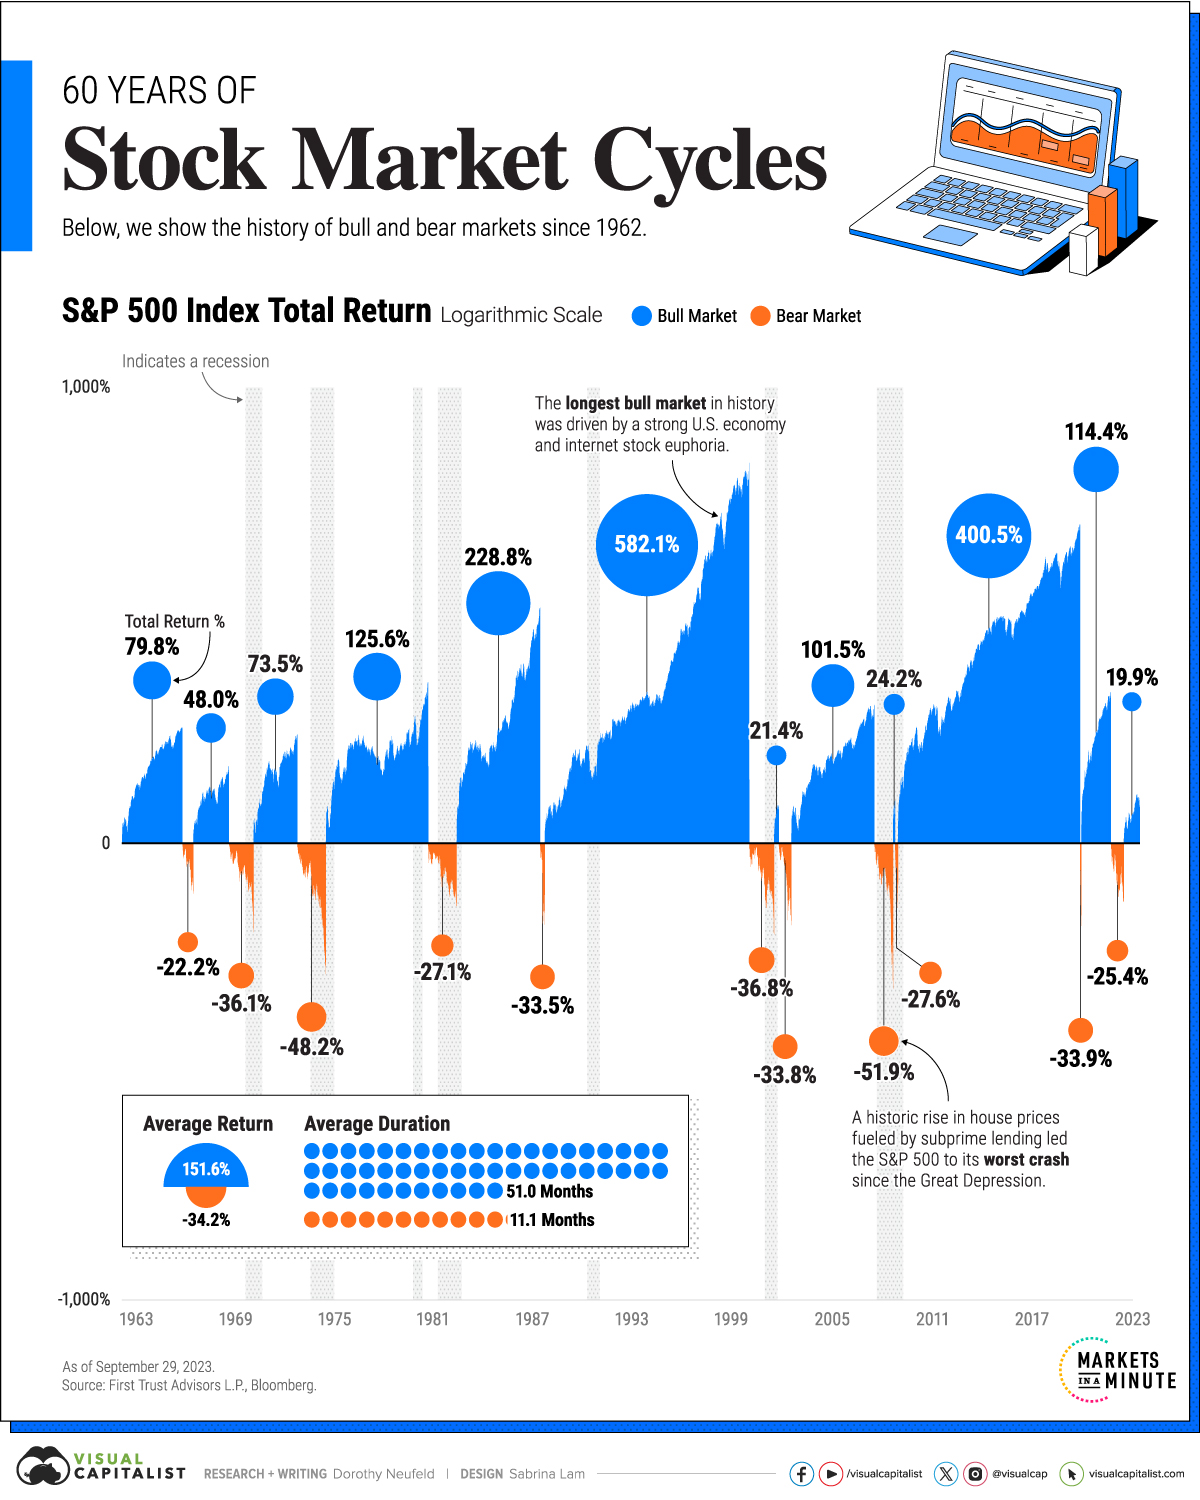 60 YEARS OF
Stock Market Cycles
Below, we show the history of bull and bear markets since 1962.
S&P 500 Index Total Return Logarithmic Scale
Bull Market
Bear Market
Indicates a recession
1,000%
The longest bull market in history
was driven by a strong U.S. economy
and internet stock euphoria.
Total Return %
79.8%
48.0%
73.5%
125.6%
228.8%
582.1%
21.4%
101.5%
24.2%
400.5%
114.4%
19.9%
0
-22.2%
-36.1%
-48.2%
-27.1%
-33.5%
-36.8%
-33.8%
-51.9%
-27.6%
-33.9%
-25.4%
A historic rise in house prices
fueled by subprime lending led
the S&P 500 to its worst crash
since the Great Depression.
Average Return
151.6%
-34.2%
Average Duration
51.0 Months
11.1 Months
-1,000%
1963 1969 1975 1981 1987 1993 1999 2005 2011 2017 2023
As of September 29, 2023.
Source: First Trust Advisors L.P., Bloomberg.
MARKETS
IN A MINUTE
VISUAL
CAPITALIST
RESEARCH + WRITING Dorothy Neufeld | DESIGN Sabrina Lam
/visualcapitalist
@visualcap
visualcapitalist.com